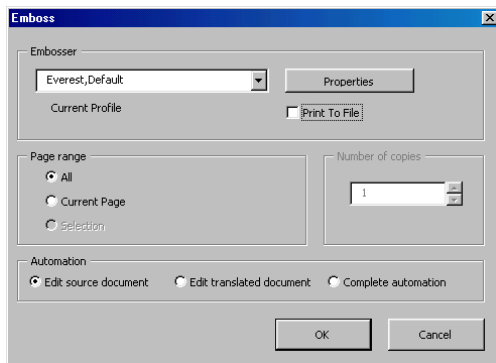 Emboss
Embosser
Everest,Default
Properties
Current Profile
Print To File
Page range
All
Current Page
Selection
Number of copies
1
Automation
Edit source document
Edit translated document
Complete automation
OK
Cancel